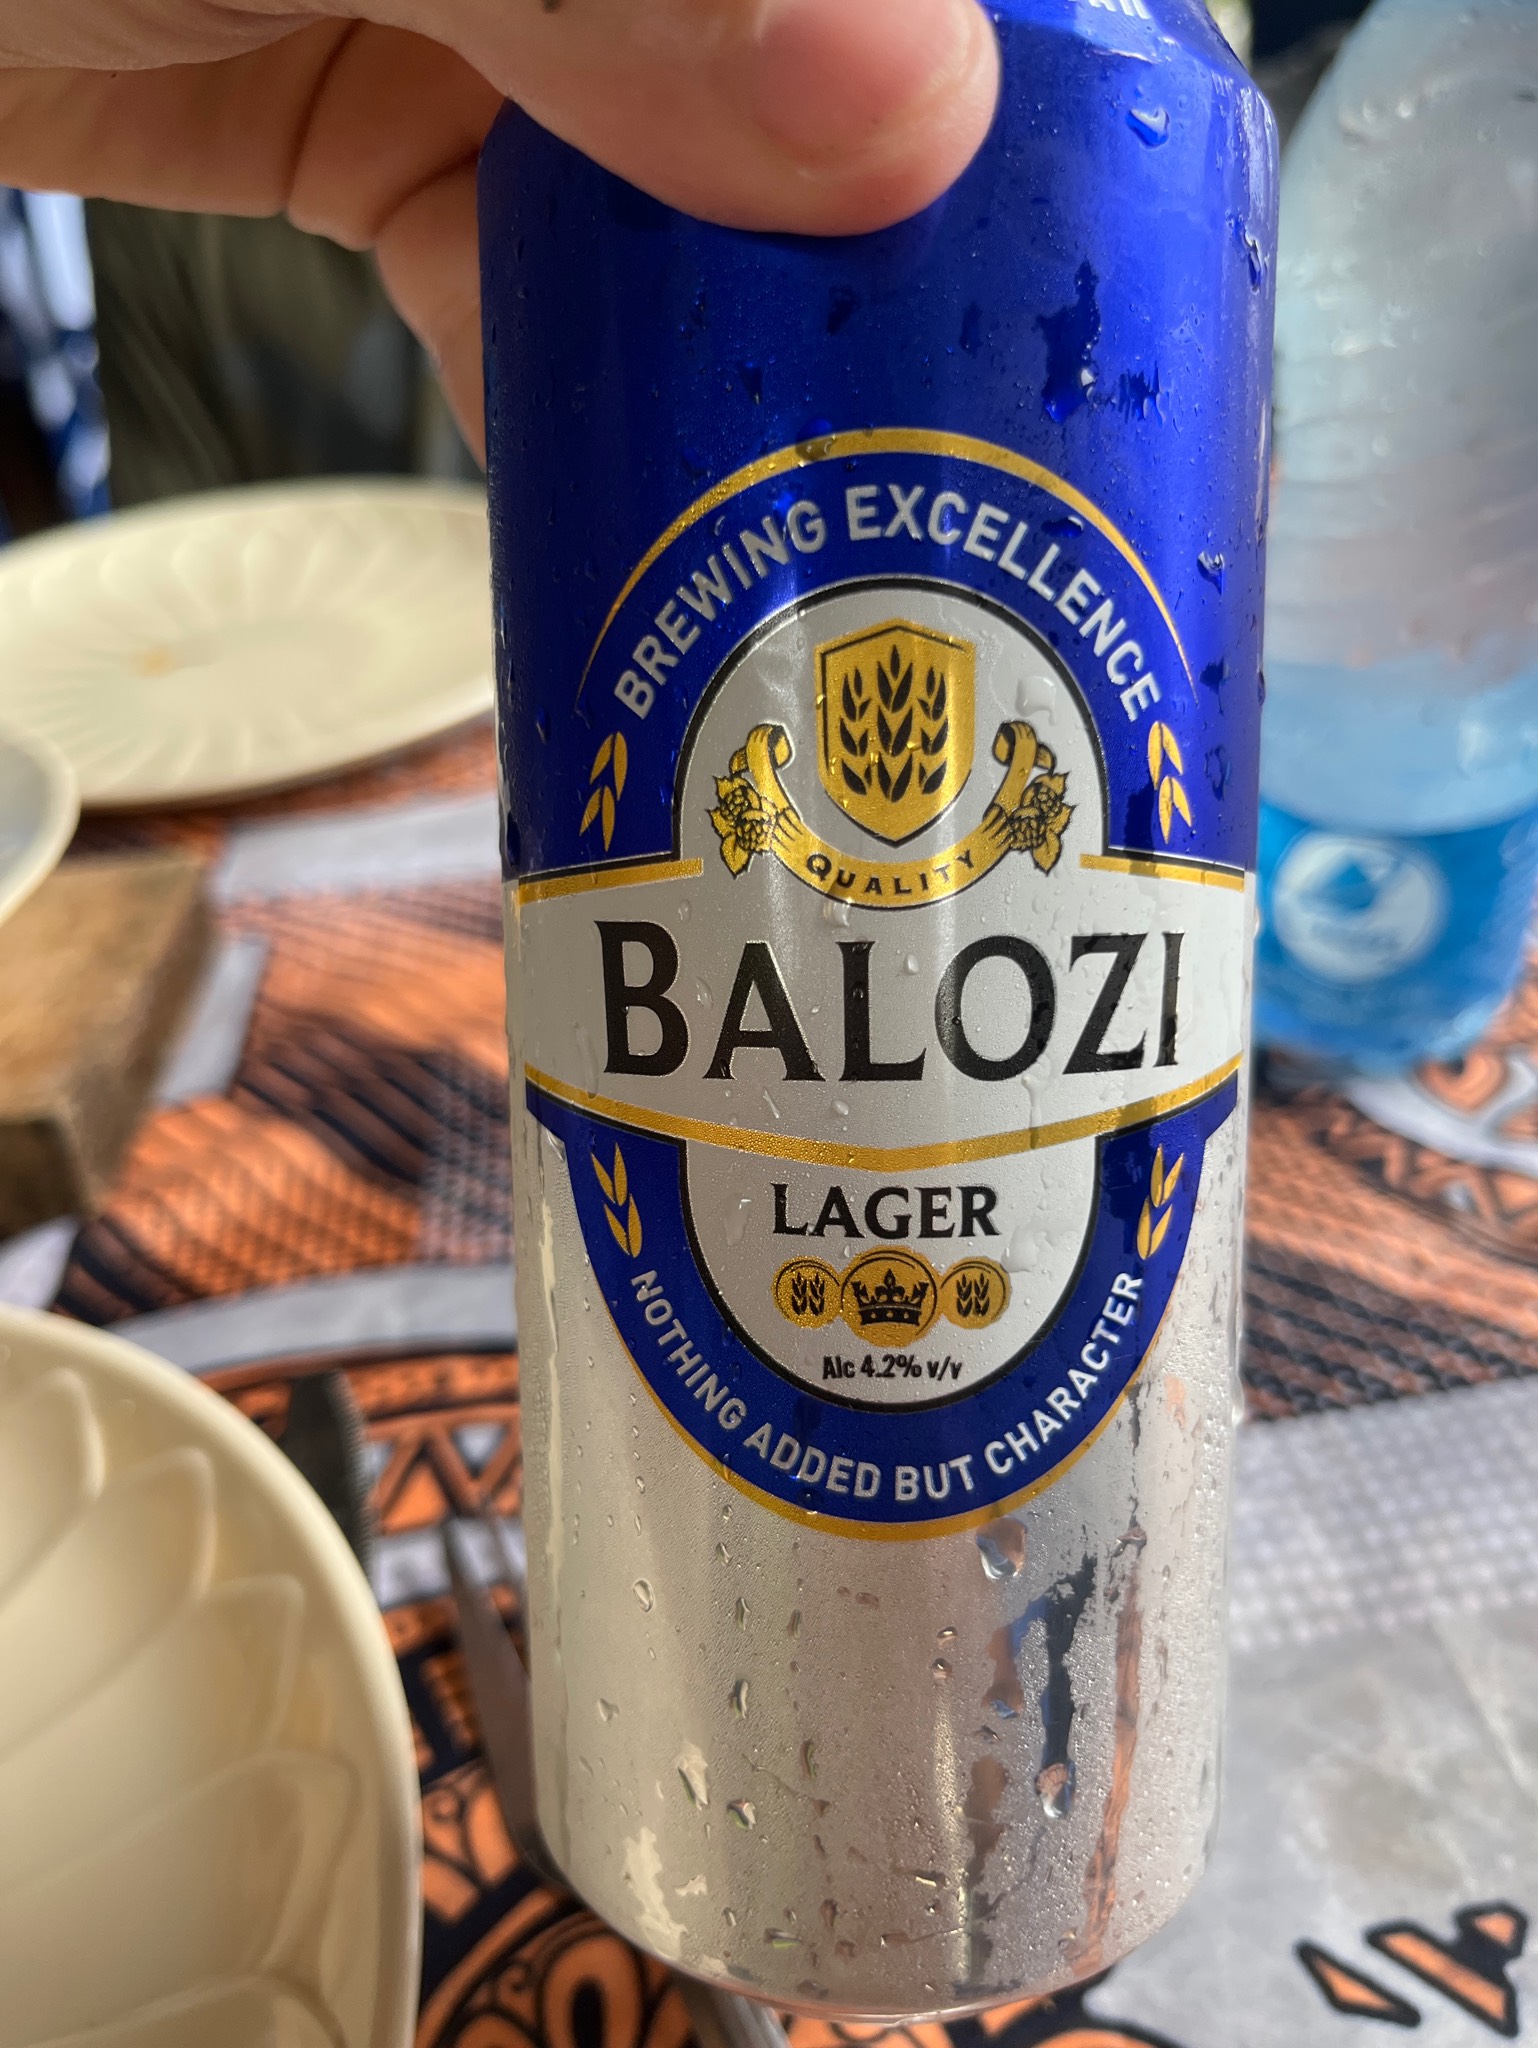 BREWING EXCELLENCE
QUALITY
BALOZI
LAGER
Alc 4.2% v/v
NOTHING ADDED BUT CHARACTER